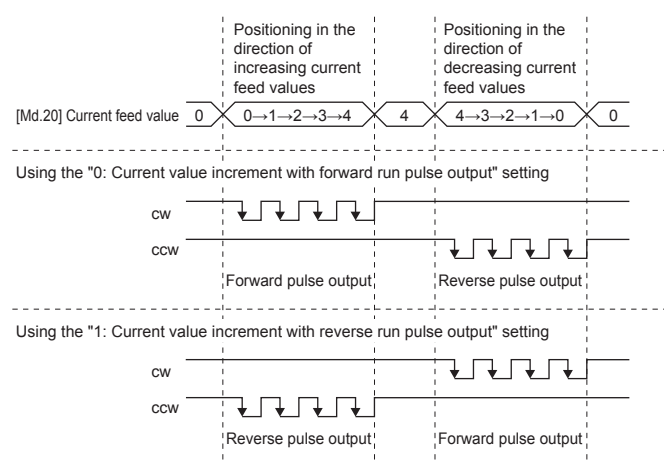 Positioning in the
direction of
increasing current
feed values
Positioning in the
direction of
decreasing current
feed values
[Md.20] Current feed value 0 0→1→2→3→4 4 4→3→2→1→0 0
Using the "0: Current value increment with forward run pulse output" setting
cw
ccw
Forward pulse output Reverse pulse output
Using the "1: Current value increment with reverse run pulse output" setting
cw
ccw
Reverse pulse output Forward pulse output